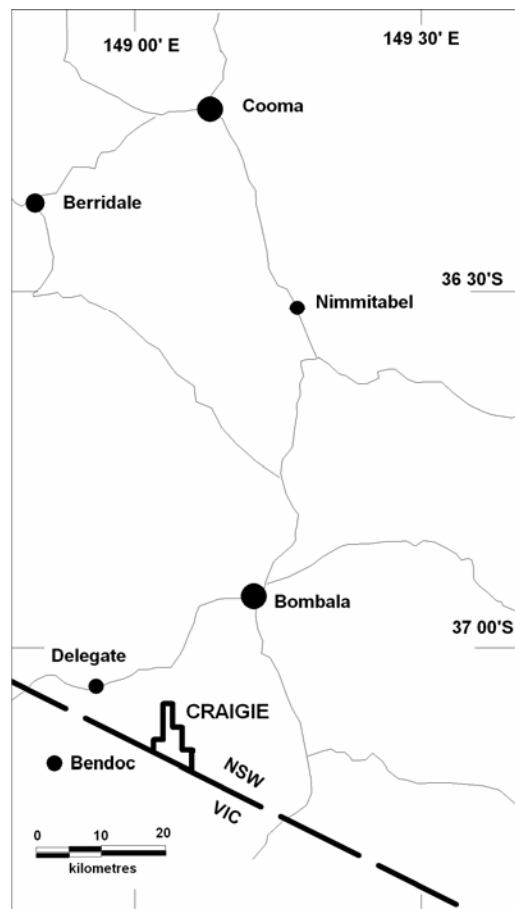 149 00' E
149 30' E
Cooma
Berridale
36 30'S
Nimmitabel
Bombala
37 00'S
Delegate
CRAIGIE
Bendoc
NSW
VIC
0 10 20
kilometres